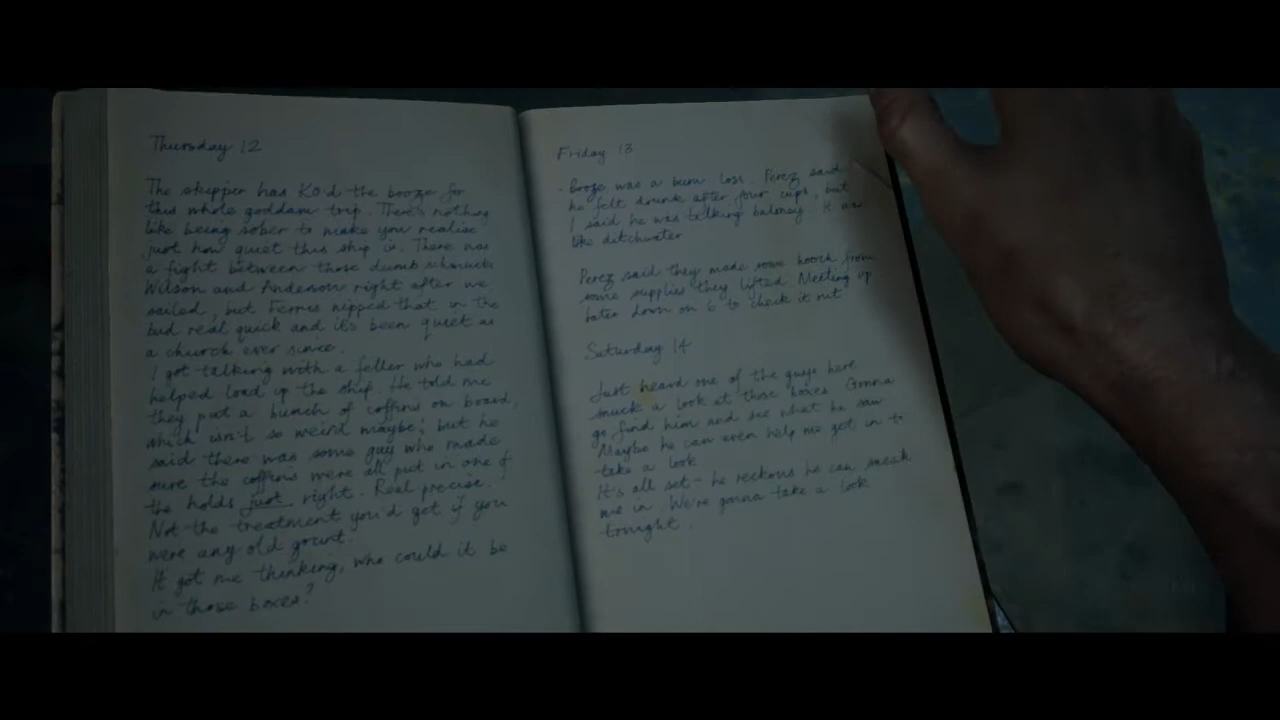 Thursday 12
The skipper has KO'd the booze for
this whole goddam trip. There's nothing
like being sober to make you realise
just how quiet this ship is. There was
a fight between those dumb schmucks
Wilson and Anderson right after we
sailed, but Ferris nipped that in the
bud real quick and it's been quiet as
a church ever since.
I got talking with a feller who had
helped load up the ship. He told me
they put a bunch of coffins on board,
which isn't so weird maybe, but he
said there was some guy who made
sure the coffins were all put in one of
the holds just right. Real precise.
Not the treatment you'd get if you
were any old grunt.
It got me thinking, who could it be
in those boxes?
Friday 13
Booze was a bum loss. Perez said
he felt drunk after four cups, but
I said he was talking baloney. It was
like ditchwater
Perez said they made some hooch from
some supplies they lifted. Meeting up
later down on 6 to check it out
Saturday 14
Just heard one of the guys here
snuck a look at those boxes. Gonna
go find him and see what he saw
Maybe he can even help me get in to
take a look
It's all set - he reckons he can sneak
me in. We're gonna take a look
tonight.